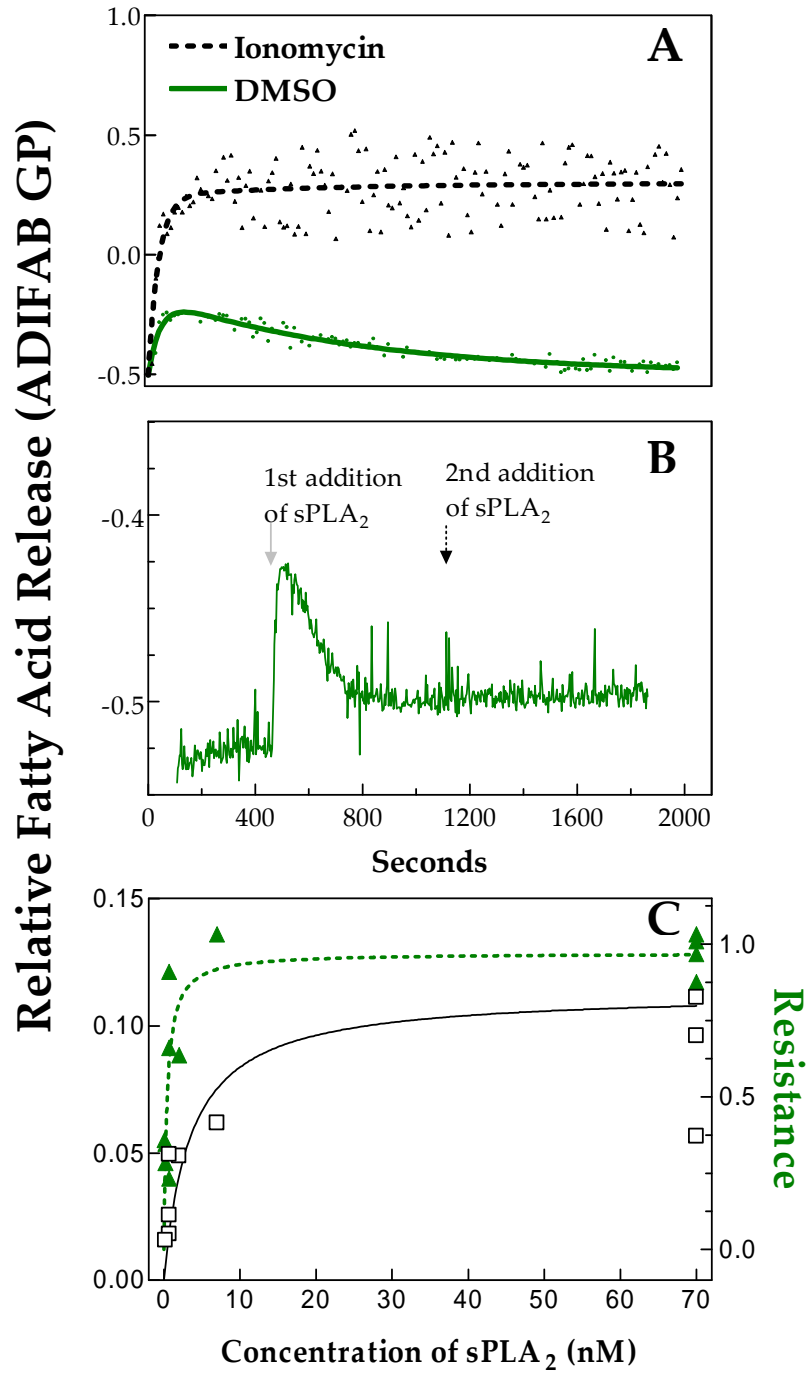 Relative Fatty Acid Release (ADIFAB GP)
1.0
0.5
0.0
-0.5
Ionomycin
DMSO
A
-0.4
-0.5
B
1st addition
of sPLA2
2nd addition
of sPLA2
0 400 800 1200 1600 2000
Seconds
0.15
0.10
0.05
0.00
C
1.0
0.5
0.0
Resistance
0 10 20 30 40 50 60 70
Concentration of sPLA2 (nM)